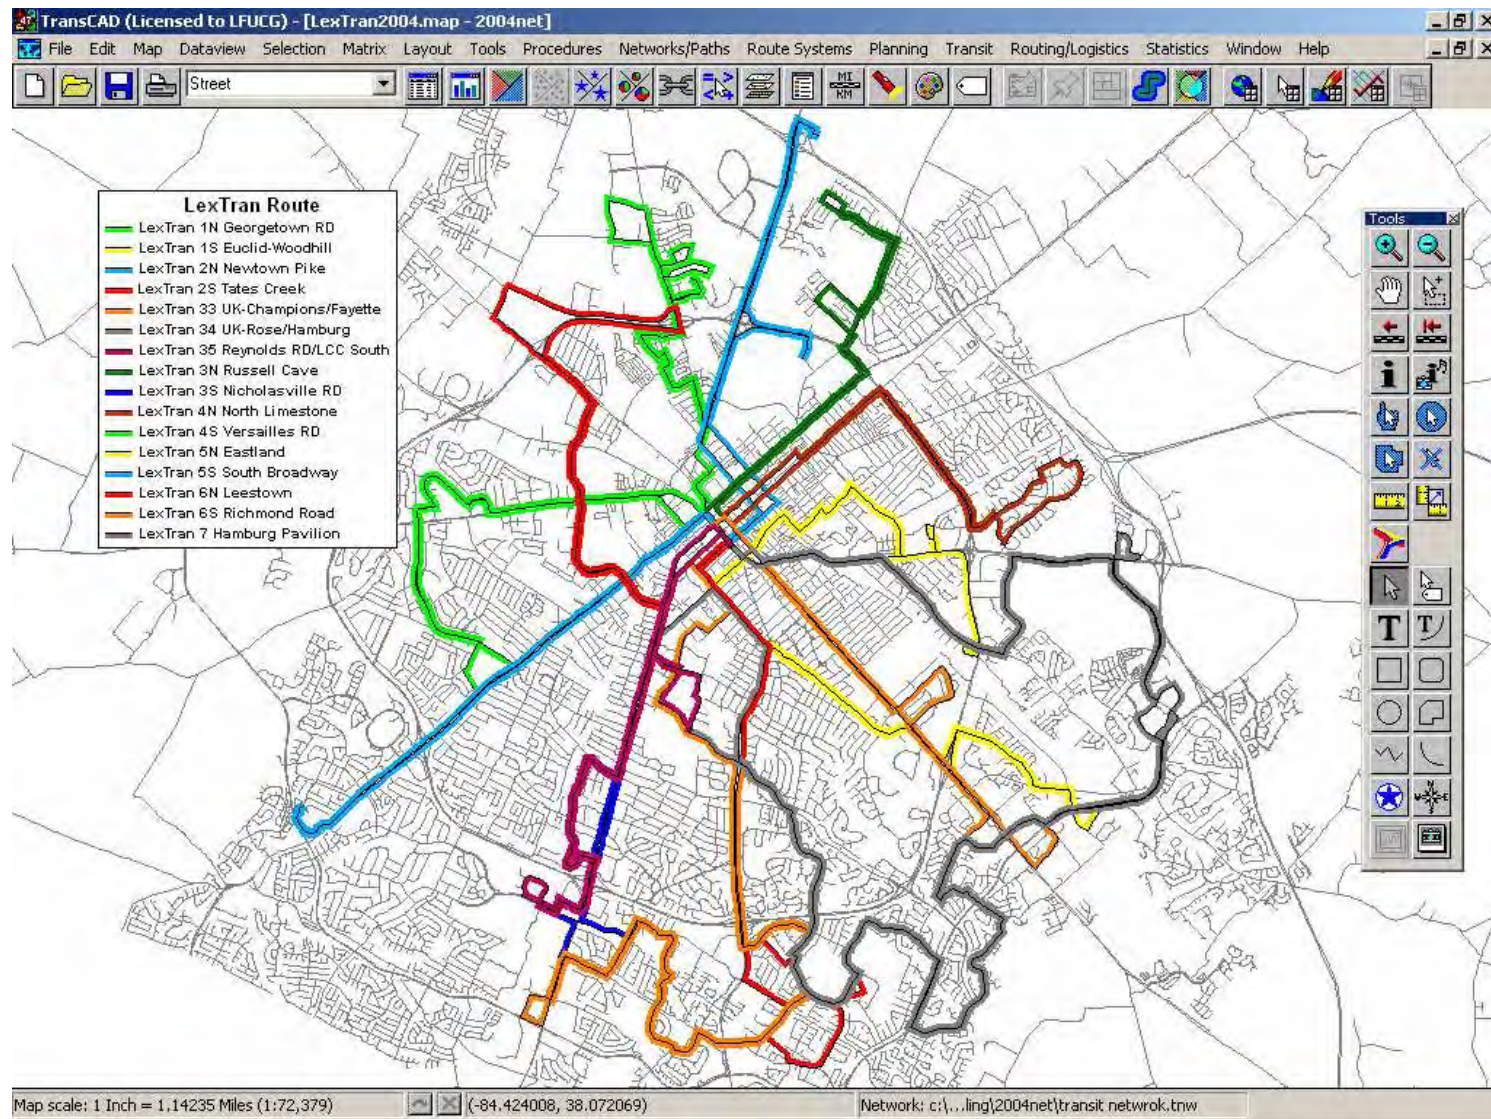 TransCAD (Licensed to LFUCG) - [LexTran2004.map - 2004net]
File Edit Map Dataview Selection Matrix Layout Tools Procedures Networks/Paths Route Systems Planning Transit Routing/Logistics Statistics Window Help
Street
MI
KM
LexTran Route
LexTran 1N Georgetown RD
LexTran 1S Euclid-Woodhill
LexTran 2N Newtown Pike
LexTran 2S Tates Creek
LexTran 33 UK-Champions/Fayette
LexTran 34 UK-Rose/Hamburg
LexTran 35 Reynolds RD/LCC South
LexTran 3N Russell Cave
LexTran 3S Nicholasville RD
LexTran 4N North Limestone
LexTran 4S Versailles RD
LexTran 5N Eastland
LexTran 5S South Broadway
LexTran 6N Leestown
LexTran 6S Richmond Road
LexTran 7 Hamburg Pavilion
Tools
T T
Map scale: 1 Inch = 1.14235 Miles (1:72,379) (-84.424008, 38.072069) Network: c:\...ling\2004net\transit netwrok.tnw